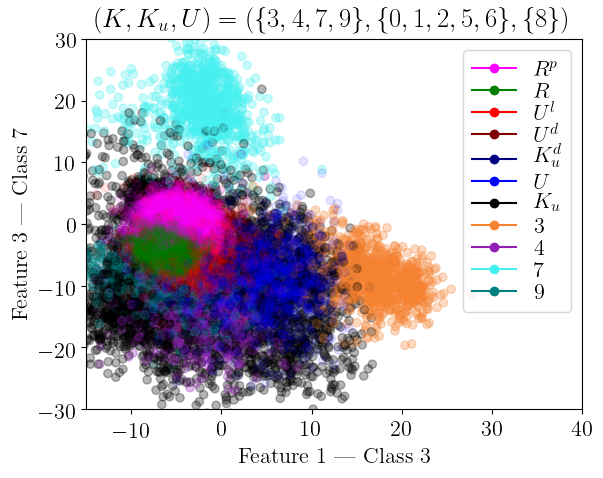 (K, K_u, U) = ({3, 4, 7, 9}, {0, 1, 2, 5, 6}, {8})
30
20
10
0
−10
−20
−30
Feature 3 — Class 7
R^p
R
U^l
U^d
K_u^d
U
K_u
3
4
7
9
−10
0
10
20
30
40
Feature 1 — Class 3